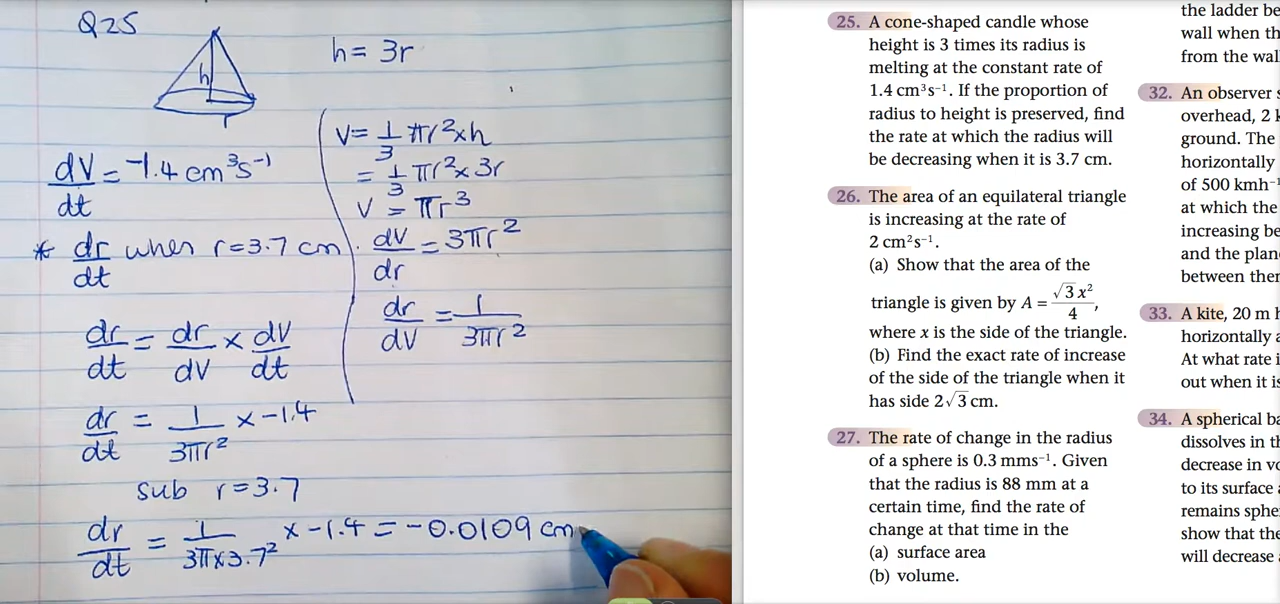 Q25
h
r
h = 3r
dV/dt = -1.4 cm³s⁻¹
* dr/dt when r=3.7 cm.
dr/dt = dr/dV × dV/dt
dr/dt = 1/3πr² × -1.4
sub r=3.7
dr/dt = 1/3π×3.7² × -1.4 = -0.0109 cm
V= 1/3 πr²×h
= 1/3 πr²× 3r
V = πr³
dV/dr = 3πr²
dr/dV = 1/3πr²
25. A cone-shaped candle whose
height is 3 times its radius is
melting at the constant rate of
1.4 cm³s⁻¹. If the proportion of
radius to height is preserved, find
the rate at which the radius will
be decreasing when it is 3.7 cm.
26. The area of an equilateral triangle
is increasing at the rate of
2 cm²s⁻¹.
(a) Show that the area of the
triangle is given by A = √3x²/4,
where x is the side of the triangle.
(b) Find the exact rate of increase
of the side of the triangle when it
has side 2√3 cm.
27. The rate of change in the radius
of a sphere is 0.3 mms⁻¹. Given
that the radius is 88 mm at a
certain time, find the rate of
change at that time in the
(a) surface area
(b) volume.
the ladder be
wall when th
from the wal
32. An observer s
overhead, 2
ground. The
horizontally
of 500 kmh⁻
at which the
increasing be
and the plan
between ther
33. A kite, 20 m
horizontally a
At what rate i
out when it is
34. A spherical ba
dissolves in th
decrease in vo
to its surface
remains sphe
show that the
will decrease